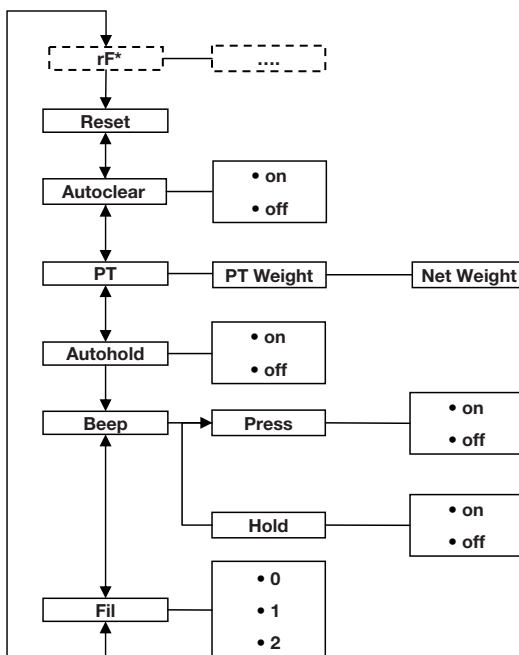 rF*
....
Reset
Autoclear
• on
• off
PT
PT Weight
Net Weight
Autohold
• on
• off
Beep
Press
• on
• off
Hold
• on
• off
Fil
• 0
• 1
• 2